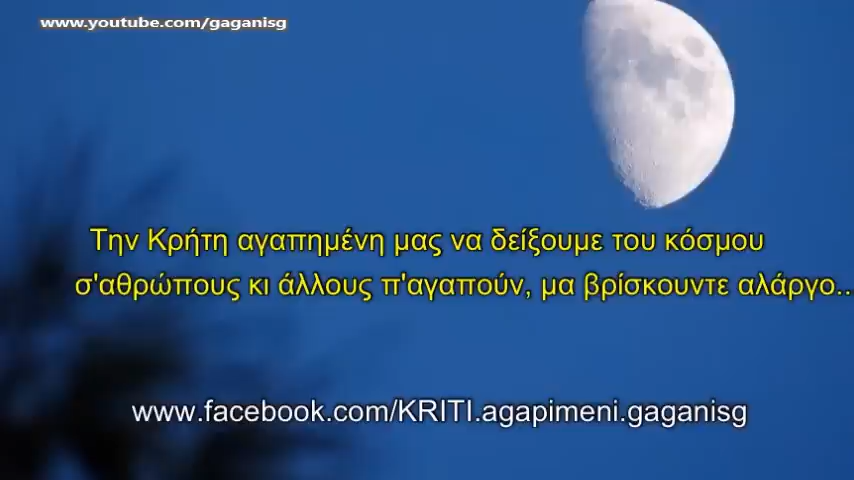 www.youtube.com/gaganisg
Την Κρήτη αγαπημένη μας να δείξουμε του κόσμου
σ'αθρώπους κι άλλους π'αγαπούν, μα βρίσκουντε αλάργο..
www.facebook.com/KRITI.agapimeni.gaganisg